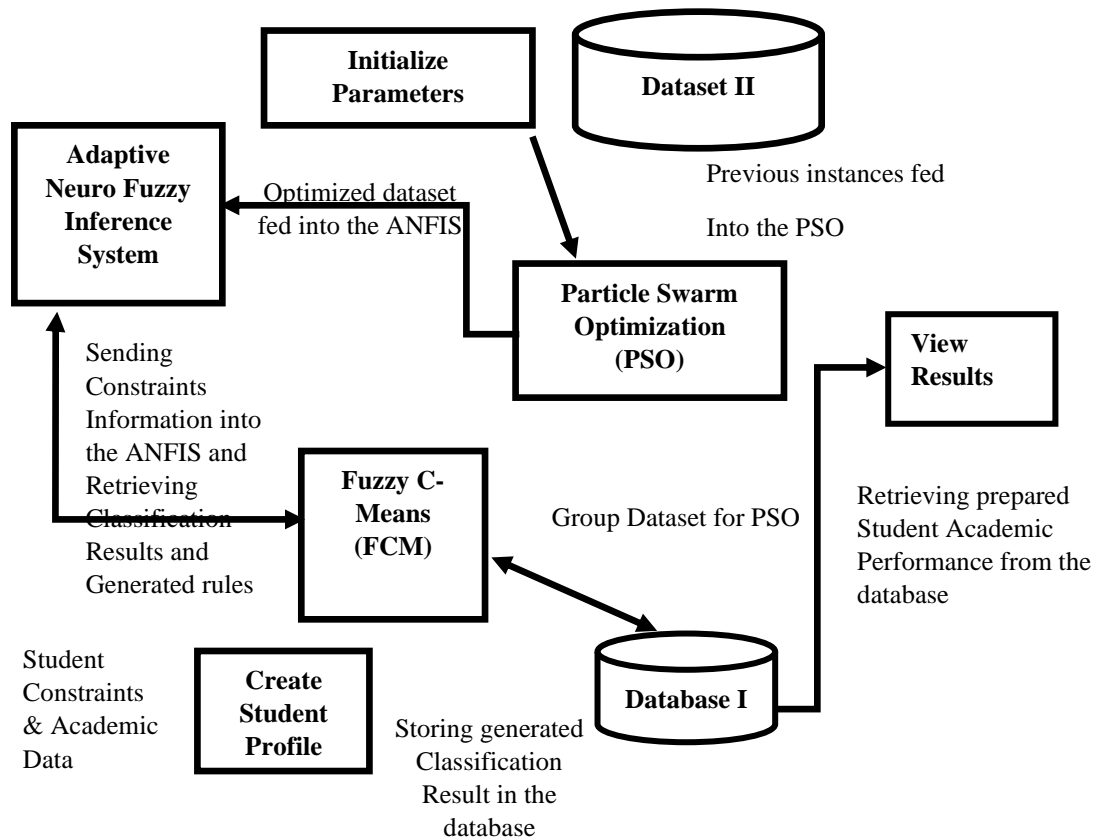 Initialize
Parameters
Dataset II
Adaptive
Neuro Fuzzy
Inference
System
Optimized dataset
fed into the ANFIS
Previous instances fed
Into the PSO
Particle Swarm
Optimization
(PSO)
View
Results
Sending
Constraints
Information into
the ANFIS and
Retrieving
Classification
Results and
Generated rules
Fuzzy C-
Means
(FCM)
Group Dataset for PSO
Retrieving prepared
Student Academic
Performance from the
database
Student
Constraints
& Academic
Data
Create
Student
Profile
Storing generated
Classification
Result in the
database
Database I